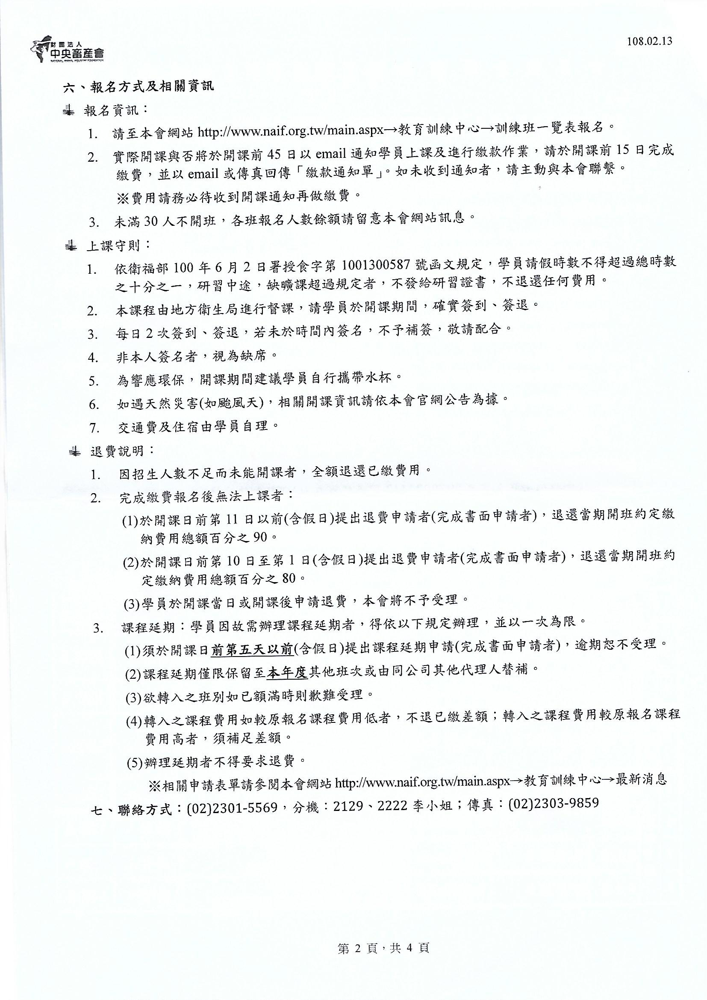 財團法人
中央畜產會
NATIONAL ANIMAL INDUSTRY FOUNDATION
108.02.13
六、報名方式及相關資訊
報名資訊：
1. 請至本會網站 http://www.naif.org.tw/main.aspx→教育訓練中心→訓練班一覽表報名。
2. 實際開課與否將於開課前 45 日以 email 通知學員上課及進行繳款作業，請於開課前 15 日完成
繳費，並以 email 或傳真回傳「繳款通知單」。如未收到通知者，請主動與本會聯繫。
※費用請務必待收到開課通知再做繳費。
3. 未滿 30 人不開班，各班報名人數餘額請留意本會網站訊息。
上課守則：
1. 依衛福部 100 年 6 月 2 日署授食字第 1001300587 號函文規定，學員請假時數不得超過總時數
之十分之一，研習中途，缺曠課超過規定者，不發給研習證書，不退還任何費用。
2. 本課程由地方衛生局進行督課，請學員於開課期間，確實簽到、簽退。
3. 每日 2 次簽到、簽退，若未於時間內簽名，不予補簽，敬請配合。
4. 非本人簽名者，視為缺席。
5. 為響應環保，開課期間建議學員自行攜帶水杯。
6. 如遇天然災害(如颱風天)，相關開課資訊請依本會官網公告為據。
7. 交通費及住宿由學員自理。
退費說明：
1. 因招生人數不足而未能開課者，全額退還已繳費用。
2. 完成繳費報名後無法上課者：
(1)於開課日前第 11 日以前(含假日)提出退費申請者(完成書面申請者)，退還當期開班約定繳
納費用總額百分之 90。
(2)於開課日前第 10 日至第 1 日(含假日)提出退費申請者(完成書面申請者)，退還當期開班約
定繳納費用總額百分之 80。
(3)學員於開課當日或開課後申請退費，本會將不予受理。
3. 課程延期：學員因故需辦理課程延期者，得依以下規定辦理，並以一次為限。
(1)須於開課日前第五天以前(含假日)提出課程延期申請(完成書面申請者)，逾期恕不受理。
(2)課程延期僅限保留至本年度其他班次或由同公司其他代理人替補。
(3)欲轉入之班別如已額滿時則歉難受理。
(4)轉入之課程費用如較原報名課程費用低者，不退已繳差額；轉入之課程費用較原報名課程
費用高者，須補足差額。
(5)辦理延期者不得要求退費。
※相關申請表單請參閱本會網站 http://www.naif.org.tw/main.aspx→教育訓練中心→最新消息
七、聯絡方式：(02)2301-5569，分機：2129、2222 李小姐；傳真：(02)2303-9859
第 2 頁，共 4 頁